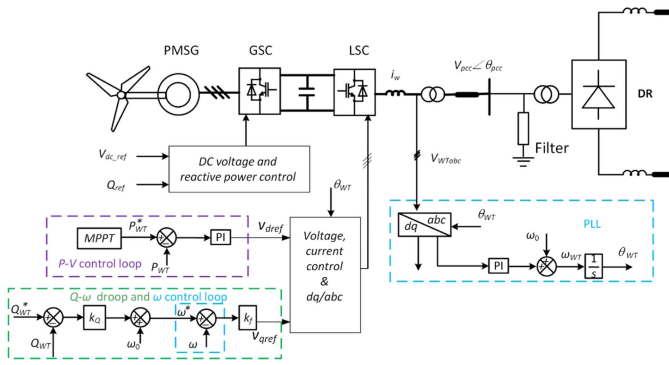 PMSG
GSC
LSC
i_w
V_pcc∠θ_pcc
DR
Filter
V_WTabc
V_dc_ref
Q_ref
DC voltage and
reactive power control
θ_WT
PLL
abc
dq
θ_WT
ω_0
PI
ω_WT
1
s
θ_WT
MPPT
P*_WT
P_WT
PI
V_dref
P-V control loop
Voltage,
current
control
&
dq/abc
Q-ω droop and ω control loop
Q*_WT
Q_WT
k_Q
ω_0
ω*
ω
k_f
V_qref